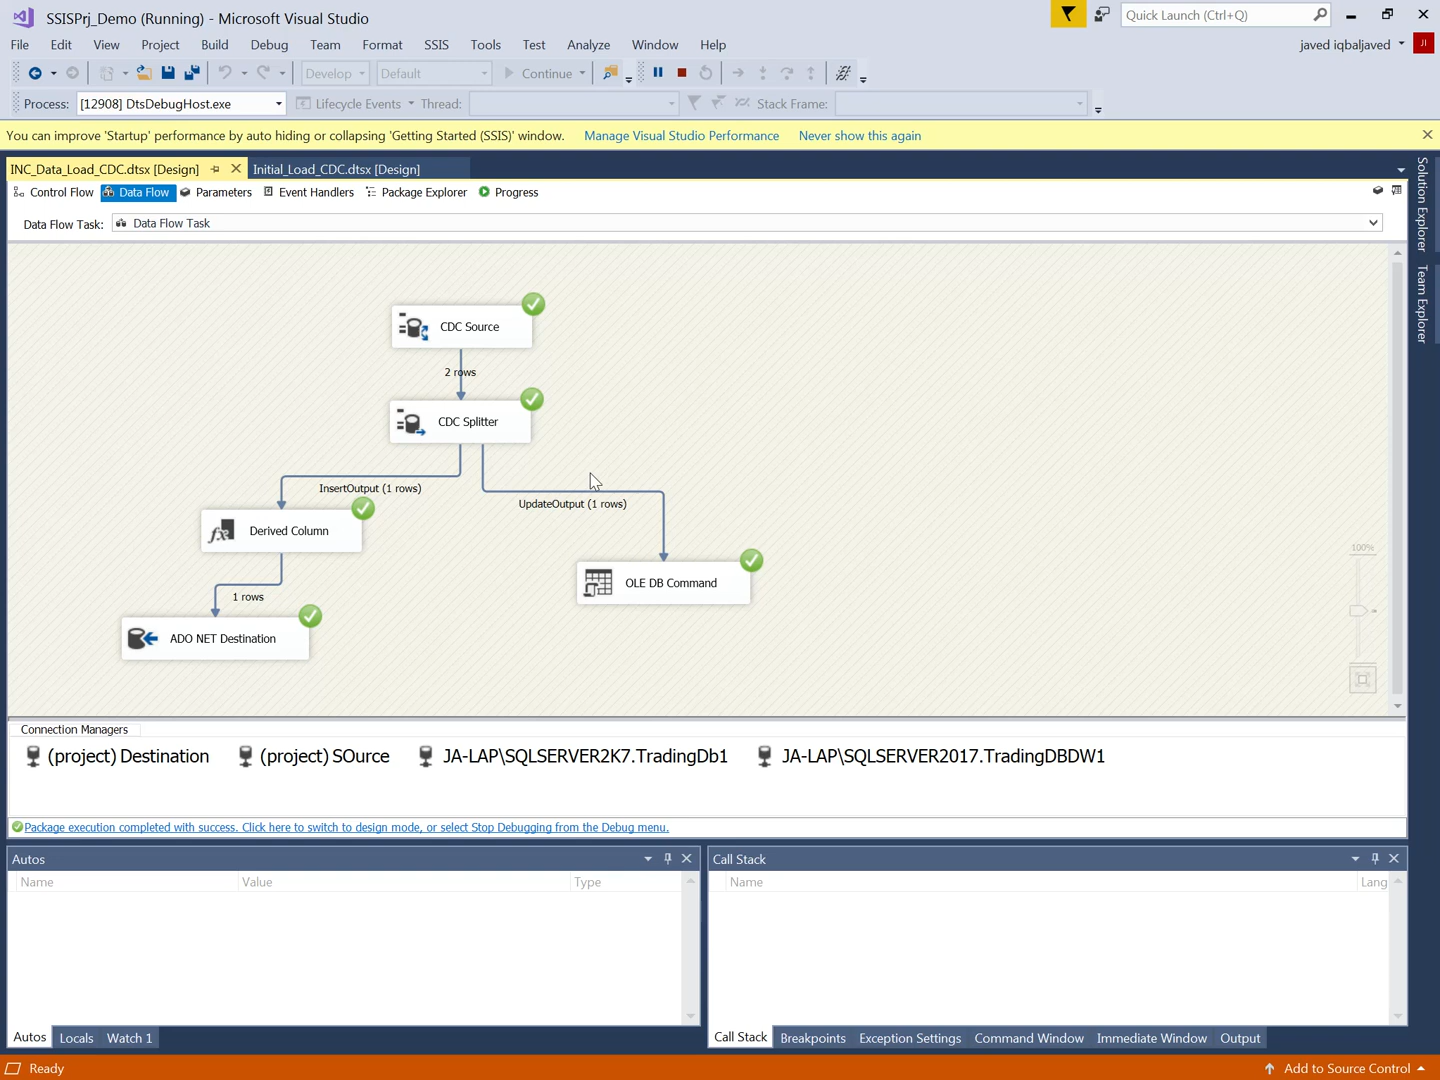 SSISPrj_Demo (Running) - Microsoft Visual Studio
Quick Launch (Ctrl+Q)
File Edit View Project Build Debug Team Format SSIS Tools Test Analyze Window Help
javed iqbaljaved JI
Develop Default Continue
Process: [12908] DtsDebugHost.exe Lifecycle Events Thread: Stack Frame:
You can improve 'Startup' performance by auto hiding or collapsing 'Getting Started (SSIS)' window. Manage Visual Studio Performance Never show this again
INC_Data_Load_CDC.dtsx [Design] Initial_Load_CDC.dtsx [Design]
Control Flow Data Flow Parameters Event Handlers Package Explorer Progress
Data Flow Task: Data Flow Task
Solution Explorer
Team Explorer
CDC Source
2 rows
CDC Splitter
InsertOutput (1 rows)
UpdateOutput (1 rows)
Derived Column
OLE DB Command
1 rows
ADO NET Destination
100%
Connection Managers
(project) Destination (project) SOurce JA-LAP\SQLSERVER2K7.TradingDb1 JA-LAP\SQLSERVER2017.TradingDBDW1
Package execution completed with success. Click here to switch to design mode, or select Stop Debugging from the Debug menu.
Autos
Name Value Type
Call Stack
Name Lang
Autos Locals Watch 1
Call Stack Breakpoints Exception Settings Command Window Immediate Window Output
Ready
Add to Source Control